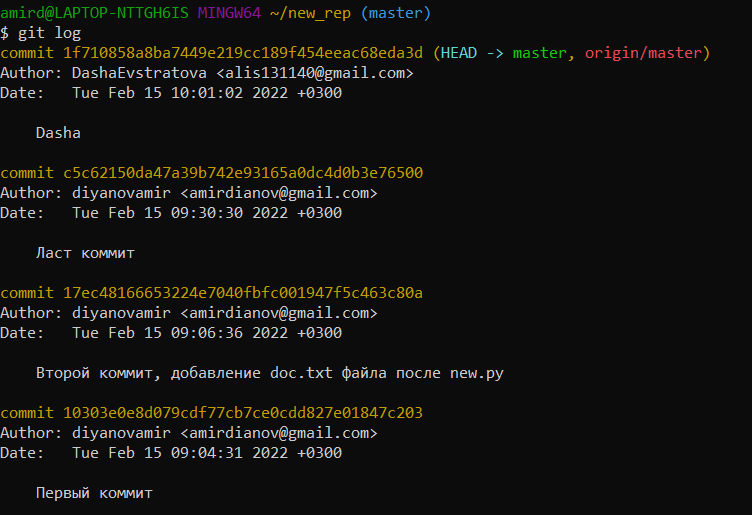 amird@LAPTOP-NTTGH6IS MINGW64 ~/new_rep (master)
$ git log
commit 1f710858a8ba7449e219cc189f454eeac68eda3d (HEAD -> master, origin/master)
Author: DashaEvstratova <alis131140@gmail.com>
Date:   Tue Feb 15 10:01:02 2022 +0300
Dasha
commit c5c62150da47a39b742e93165a0dc4d0b3e76500
Author: diyanovamir <amirdianov@gmail.com>
Date:   Tue Feb 15 09:30:30 2022 +0300
Ласт коммит
commit 17ec48166653224e7040fbfc001947f5c463c80a
Author: diyanovamir <amirdianov@gmail.com>
Date:   Tue Feb 15 09:06:36 2022 +0300
Второй коммит, добавление doc.txt файла после new.py
commit 10303e0e8d079cdf77cb7ce0cdd827e01847c203
Author: diyanovamir <amirdianov@gmail.com>
Date:   Tue Feb 15 09:04:31 2022 +0300
Первый коммит